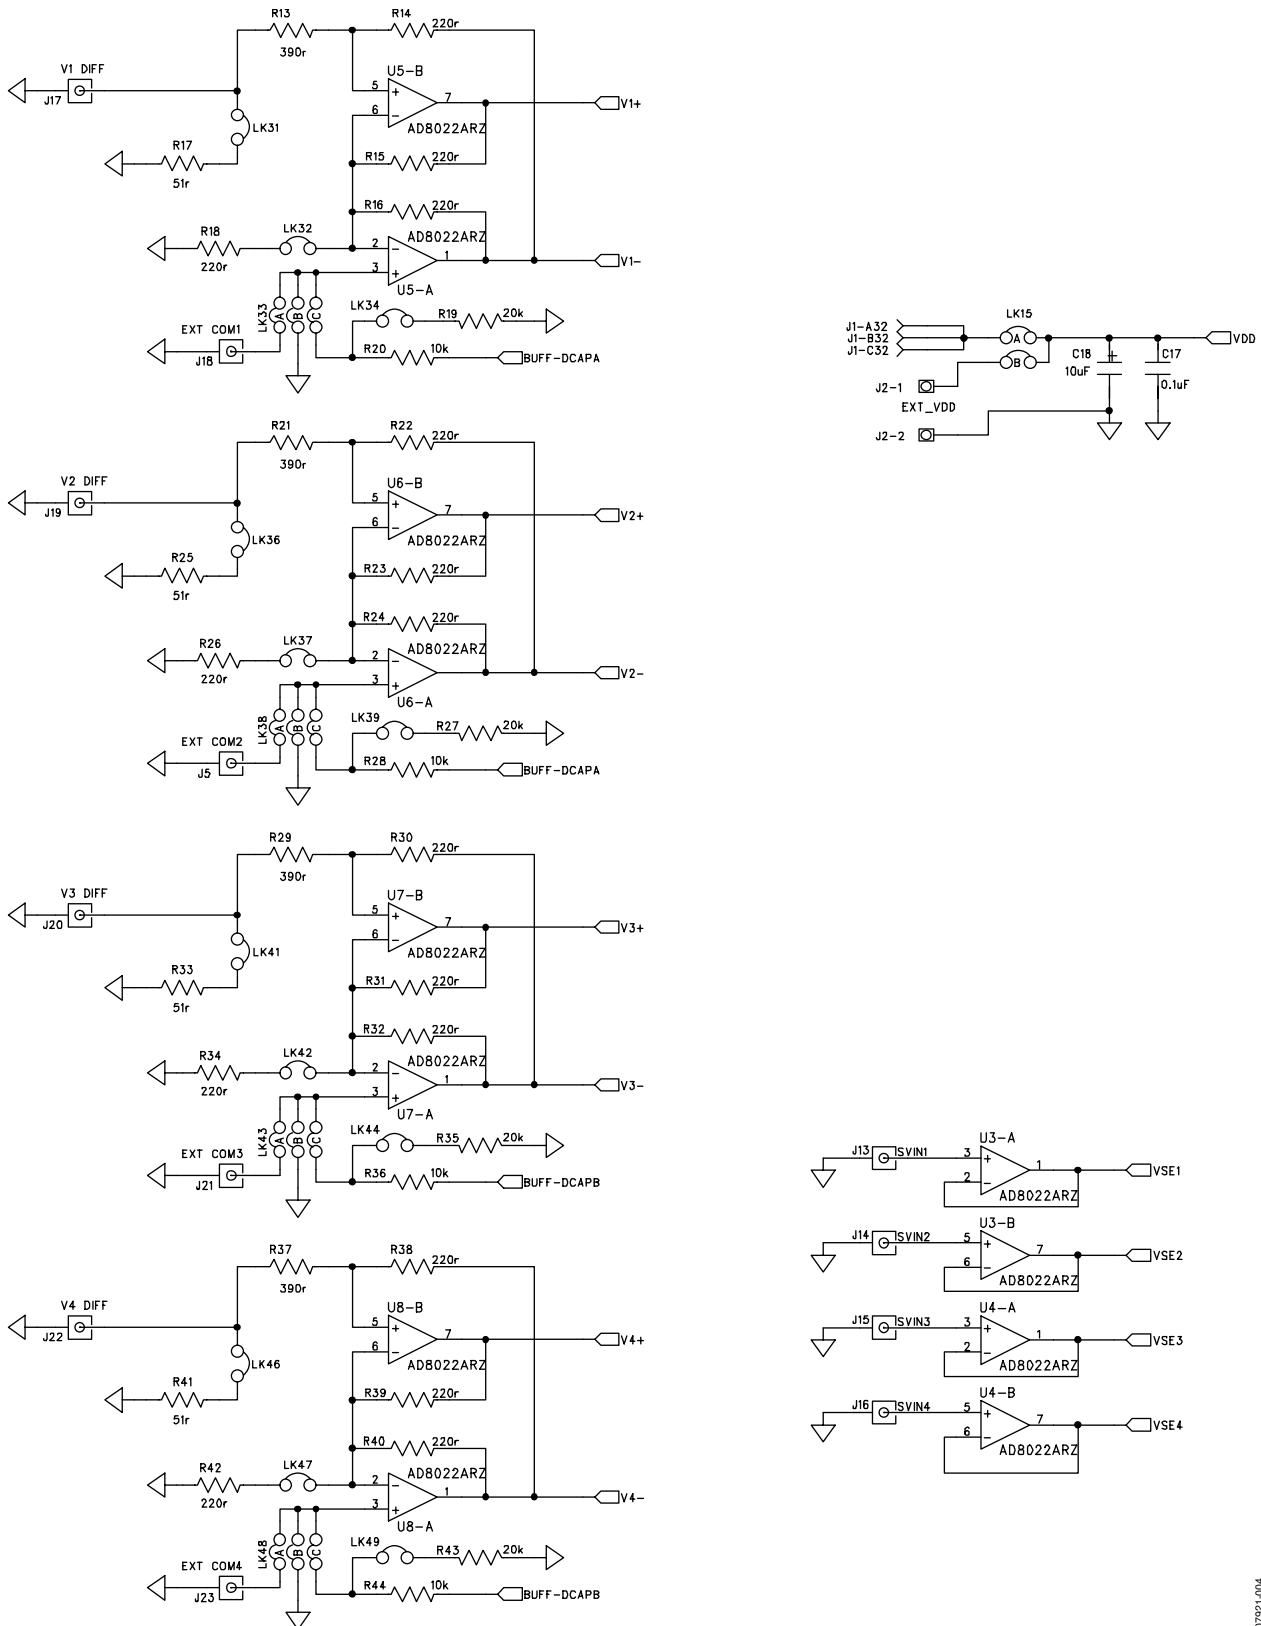 R13
390r
R14
220r
V1 DIFF
J17
LK31
R17
51r
U5-B
5
+
6
−
7
AD8022ARZ
V1+
R15
220r
R16
220r
R18
220r
LK32
AD8022ARZ
2
−
3
+
1
V1-
U5-A
LK33
A
B
C
EXT COM1
J18
LK34
R19
20k
R20
10k
BUFF-DCAPA
R21
390r
R22
220r
V2 DIFF
J19
LK36
R25
51r
U6-B
5
+
6
−
7
AD8022ARZ
V2+
R23
220r
R24
220r
R26
220r
LK37
AD8022ARZ
2
−
3
+
V2-
U6-A
LK38
A
B
C
EXT COM2
J5
LK39
R27
20k
R28
10k
BUFF-DCAPA
R29
390r
R30
220r
V3 DIFF
J20
LK41
R33
51r
U7-B
5
+
6
−
7
AD8022ARZ
V3+
R31
220r
R32
220r
R34
220r
LK42
AD8022ARZ
2
−
3
+
1
V3-
U7-A
LK43
A
B
C
EXT COM3
J21
LK44
R35
20k
R36
10k
BUFF-DCAPB
R37
390r
R38
220r
V4 DIFF
J22
LK46
R41
51r
U8-B
5
+
6
−
7
AD8022ARZ
V4+
R39
220r
R40
220r
R42
220r
LK47
AD8022ARZ
2
−
3
+
1
V4-
U8-A
LK48
A
B
C
EXT COM4
J23
LK49
R43
20k
R44
10k
BUFF-DCAPB
J1-A32
J1-B32
J1-C32
LK15
A
B
J2-1
EXT_VDD
J2-2
C18
+
10uF
C17
0.1uF
VDD
J13
SVIN1
U3-A
3
+
2
−
1
AD8022ARZ
VSE1
J14
SVIN2
U3-B
5
+
6
−
7
AD8022ARZ
VSE2
J15
SVIN3
U4-A
3
+
2
−
1
AD8022ARZ
VSE3
J16
SVIN4
U4-B
5
+
6
−
7
AD8022ARZ
VSE4
07921-004